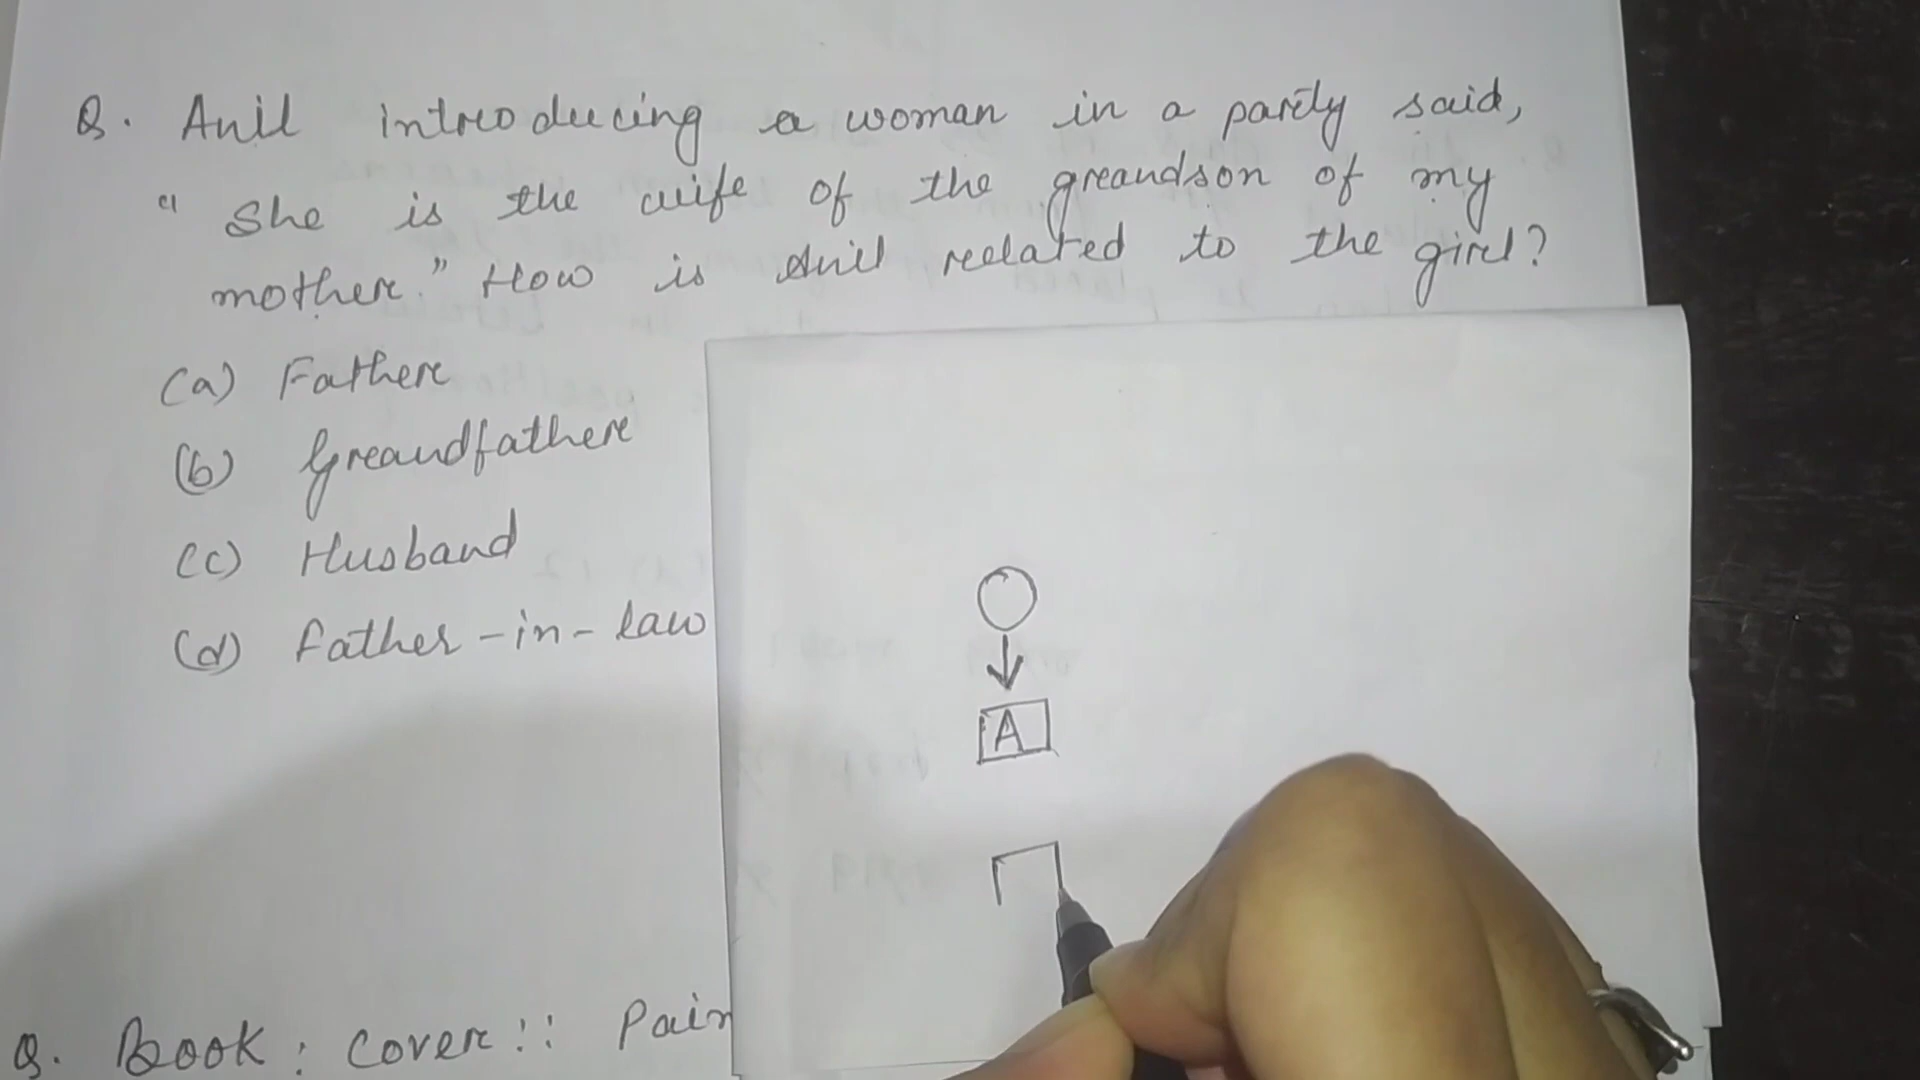 Q. Anil introducing a woman in a party said,
" She is the wife of the grandson of my
mother." How is Anil related to the girl?
(a) Father
(b) Grandfather
(c) Husband
(d) Father-in-law
A
Q. Book : Cover : :